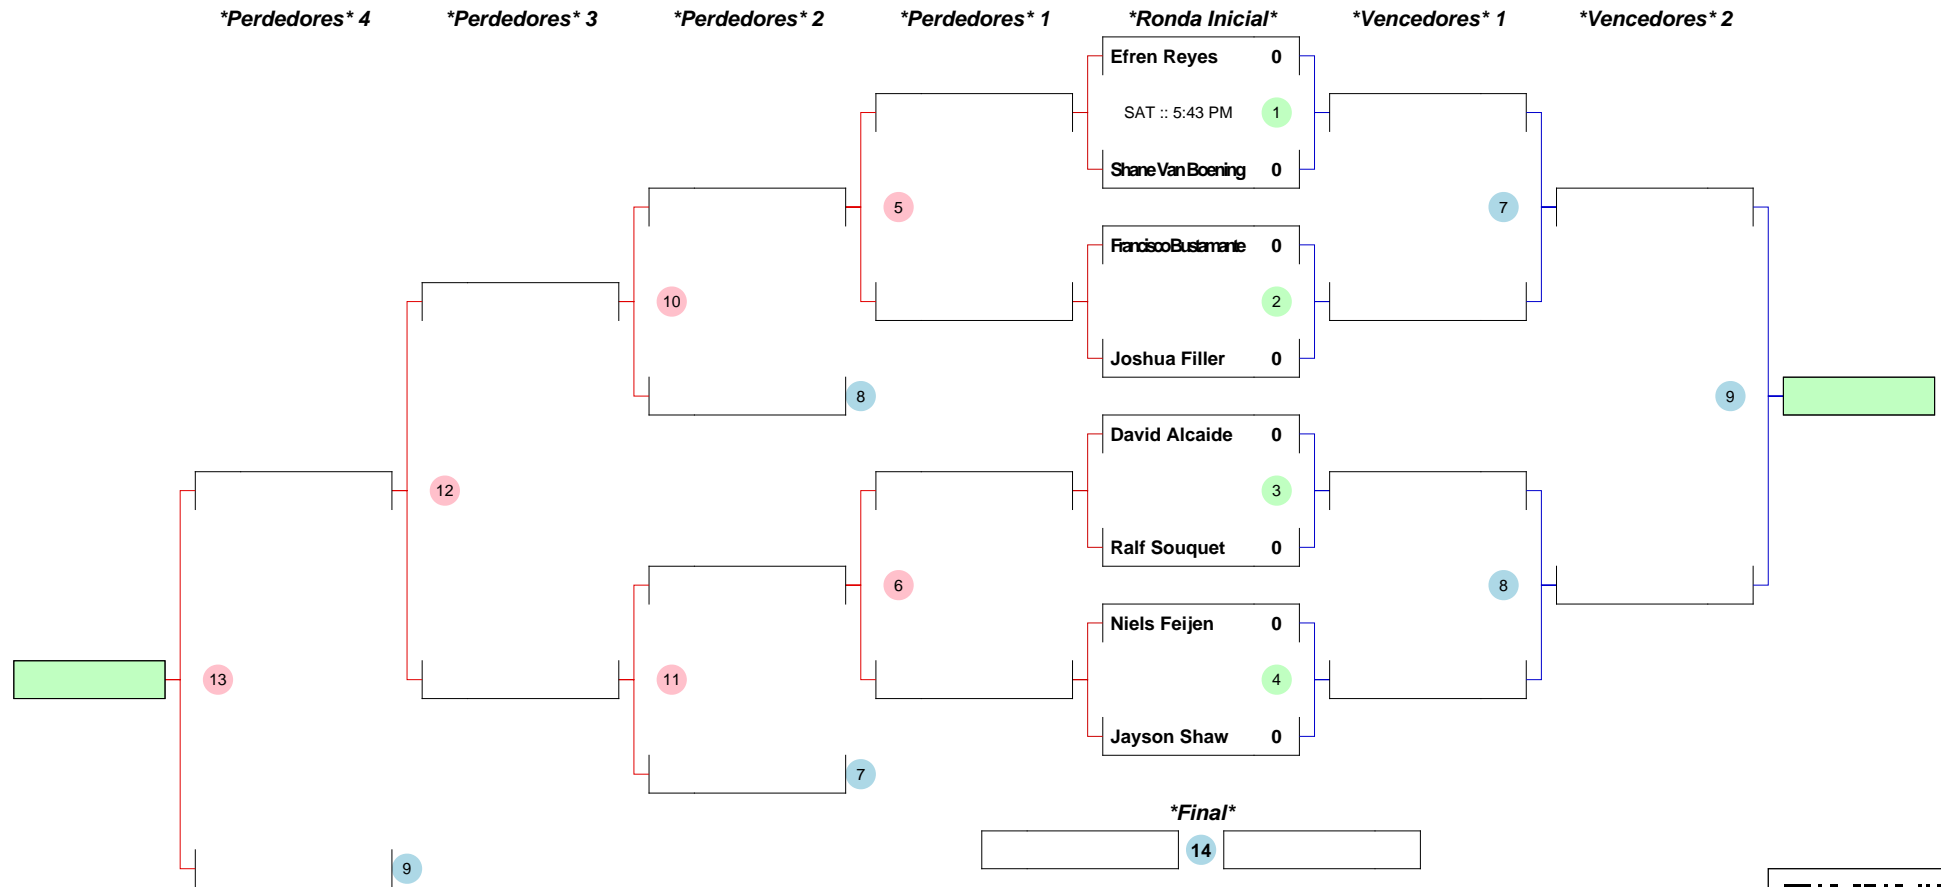 *Perdedores* 4 *Perdedores* 3 *Perdedores* 2 *Perdedores* 1 *Ronda Inicial* *Vencedores* 1 *Vencedores* 2
Efren Reyes 0
SAT :: 5:43 PM 1
Shane Van Boening 0
5 7
Francisco Bustamante 0
10 2
Joshua Filler 0
8 9
David Alcaide 0
12 3
Ralf Souquet 0
6 8
Niels Feijen 0
13 11 4
Jayson Shaw 0
7
*Final*
14
9